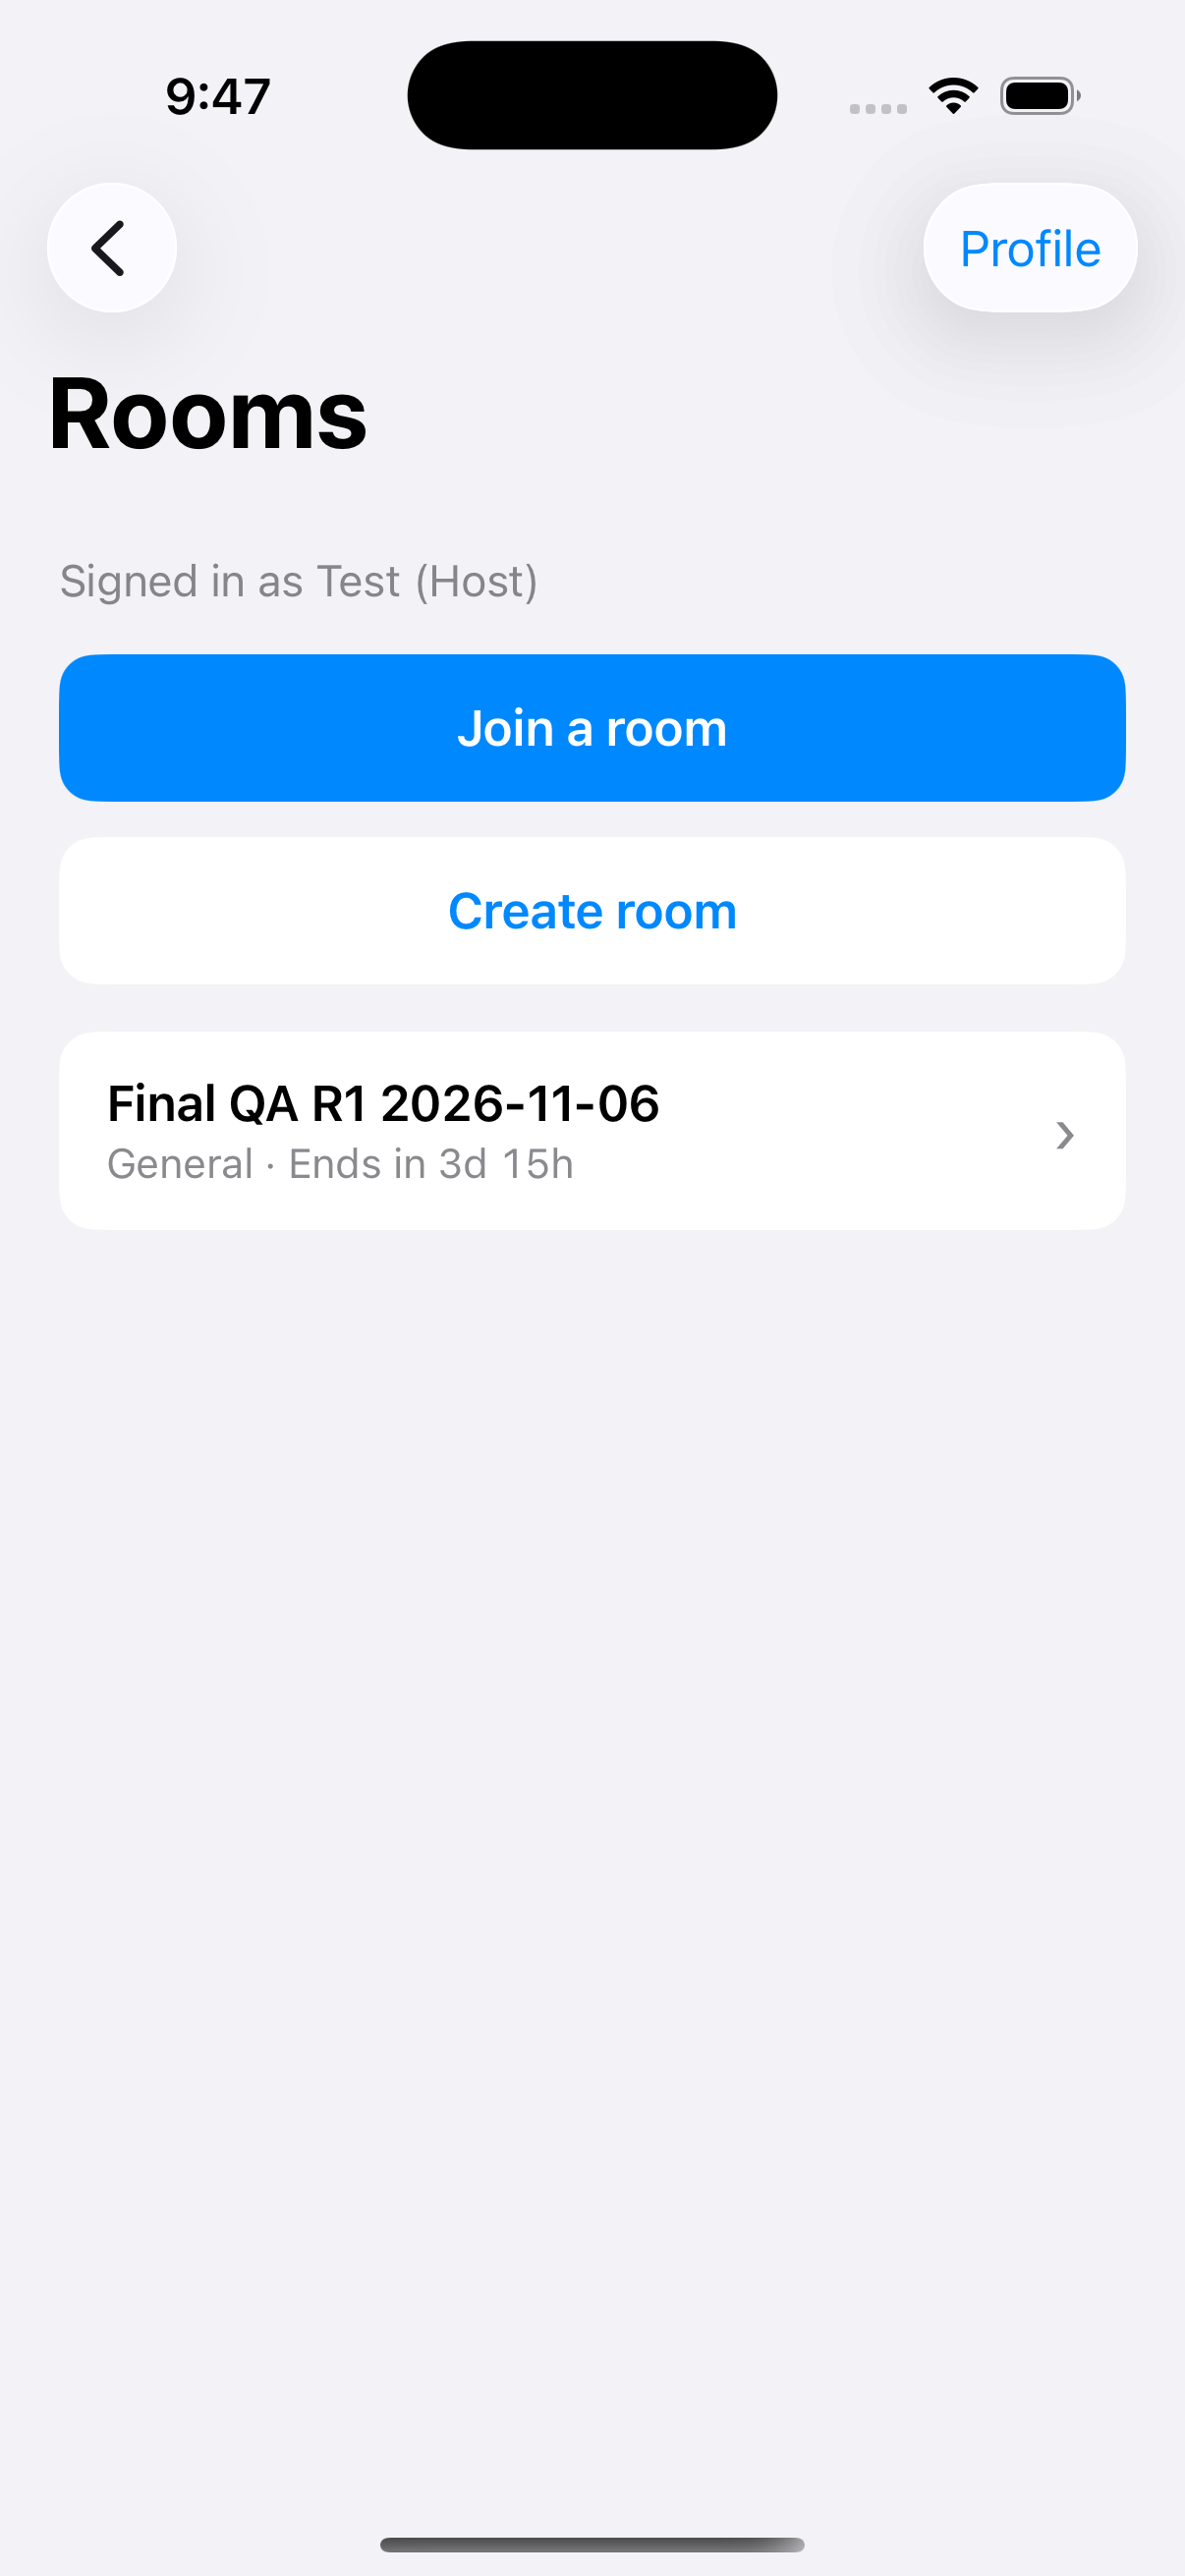 9:47
Profile
Rooms
Signed in as Test (Host)
Join a room
Create room
Final QA R1 2026-11-06
General · Ends in 3d 15h